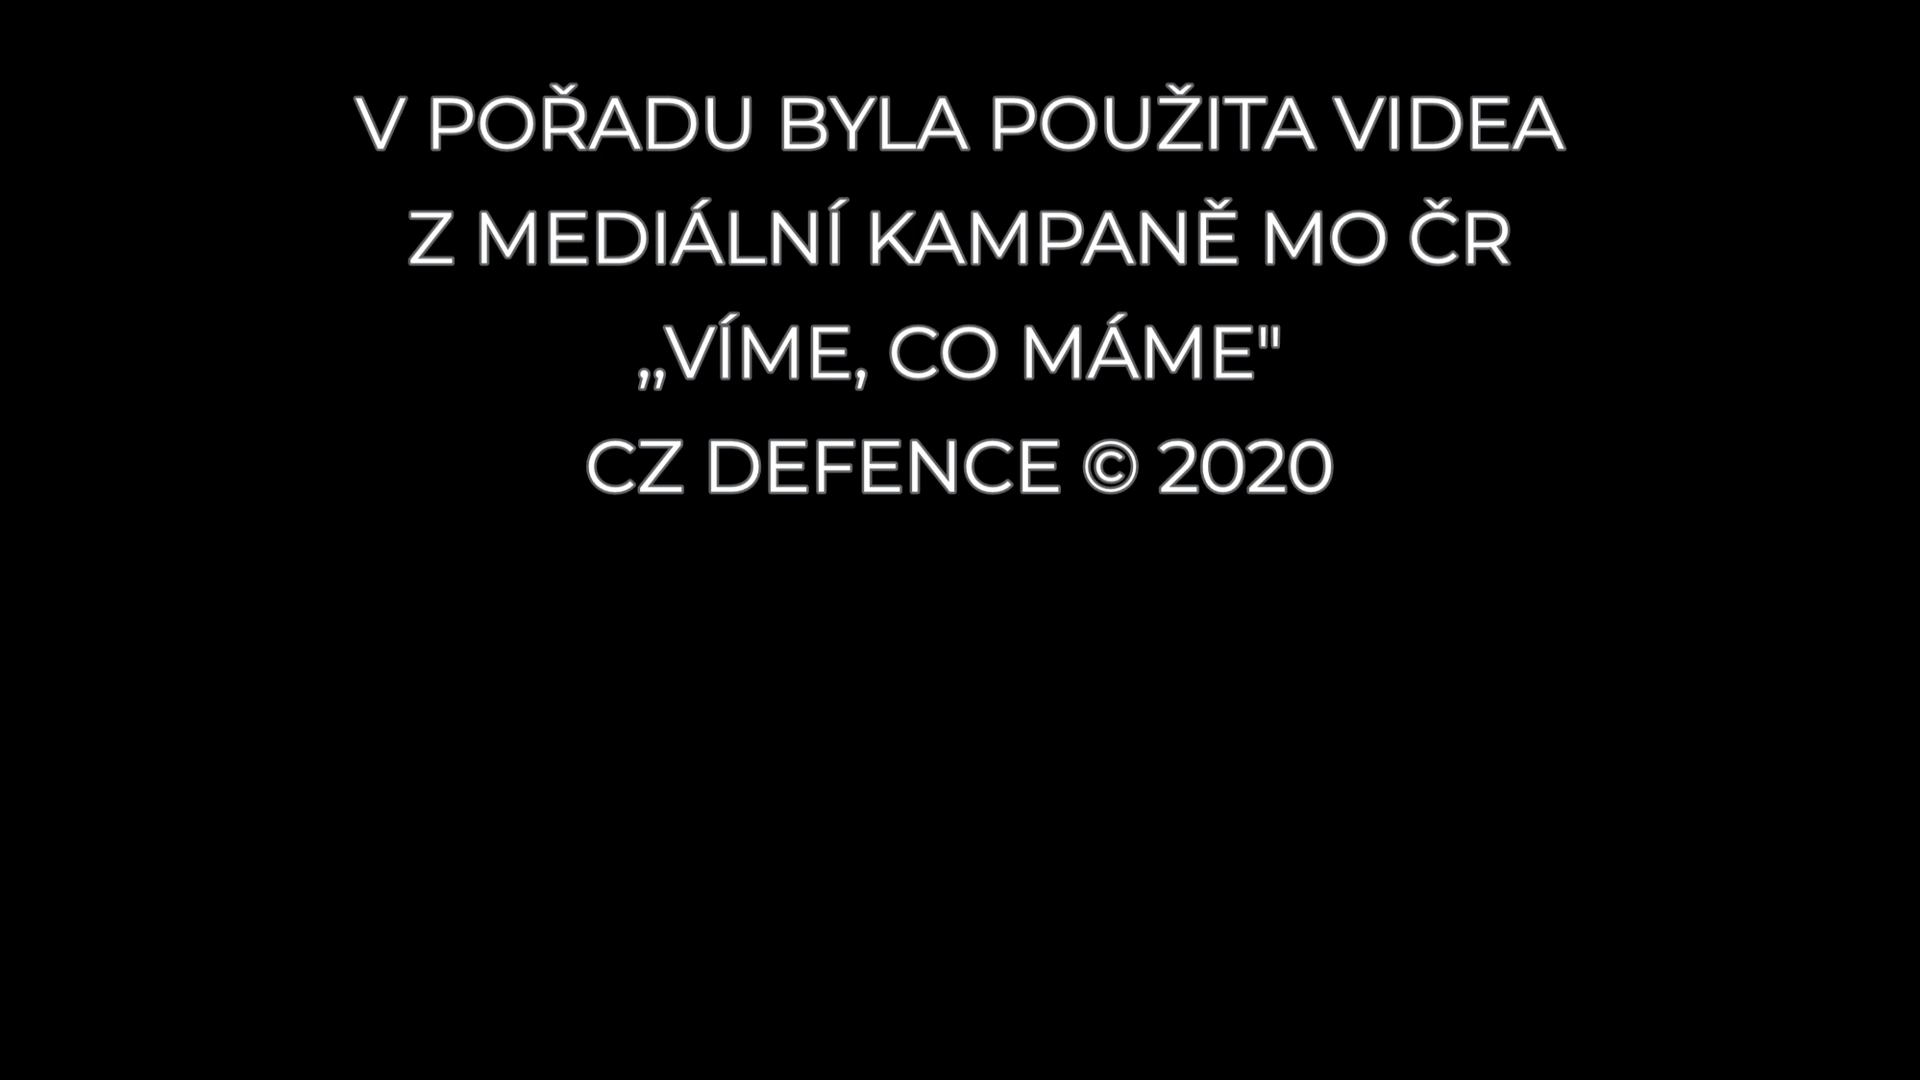 V POŘADU BYLA POUŽITA VIDEA
Z MEDIÁLNÍ KAMPANĚ MO ČR
„VÍME, CO MÁME"
CZ DEFENCE © 2020